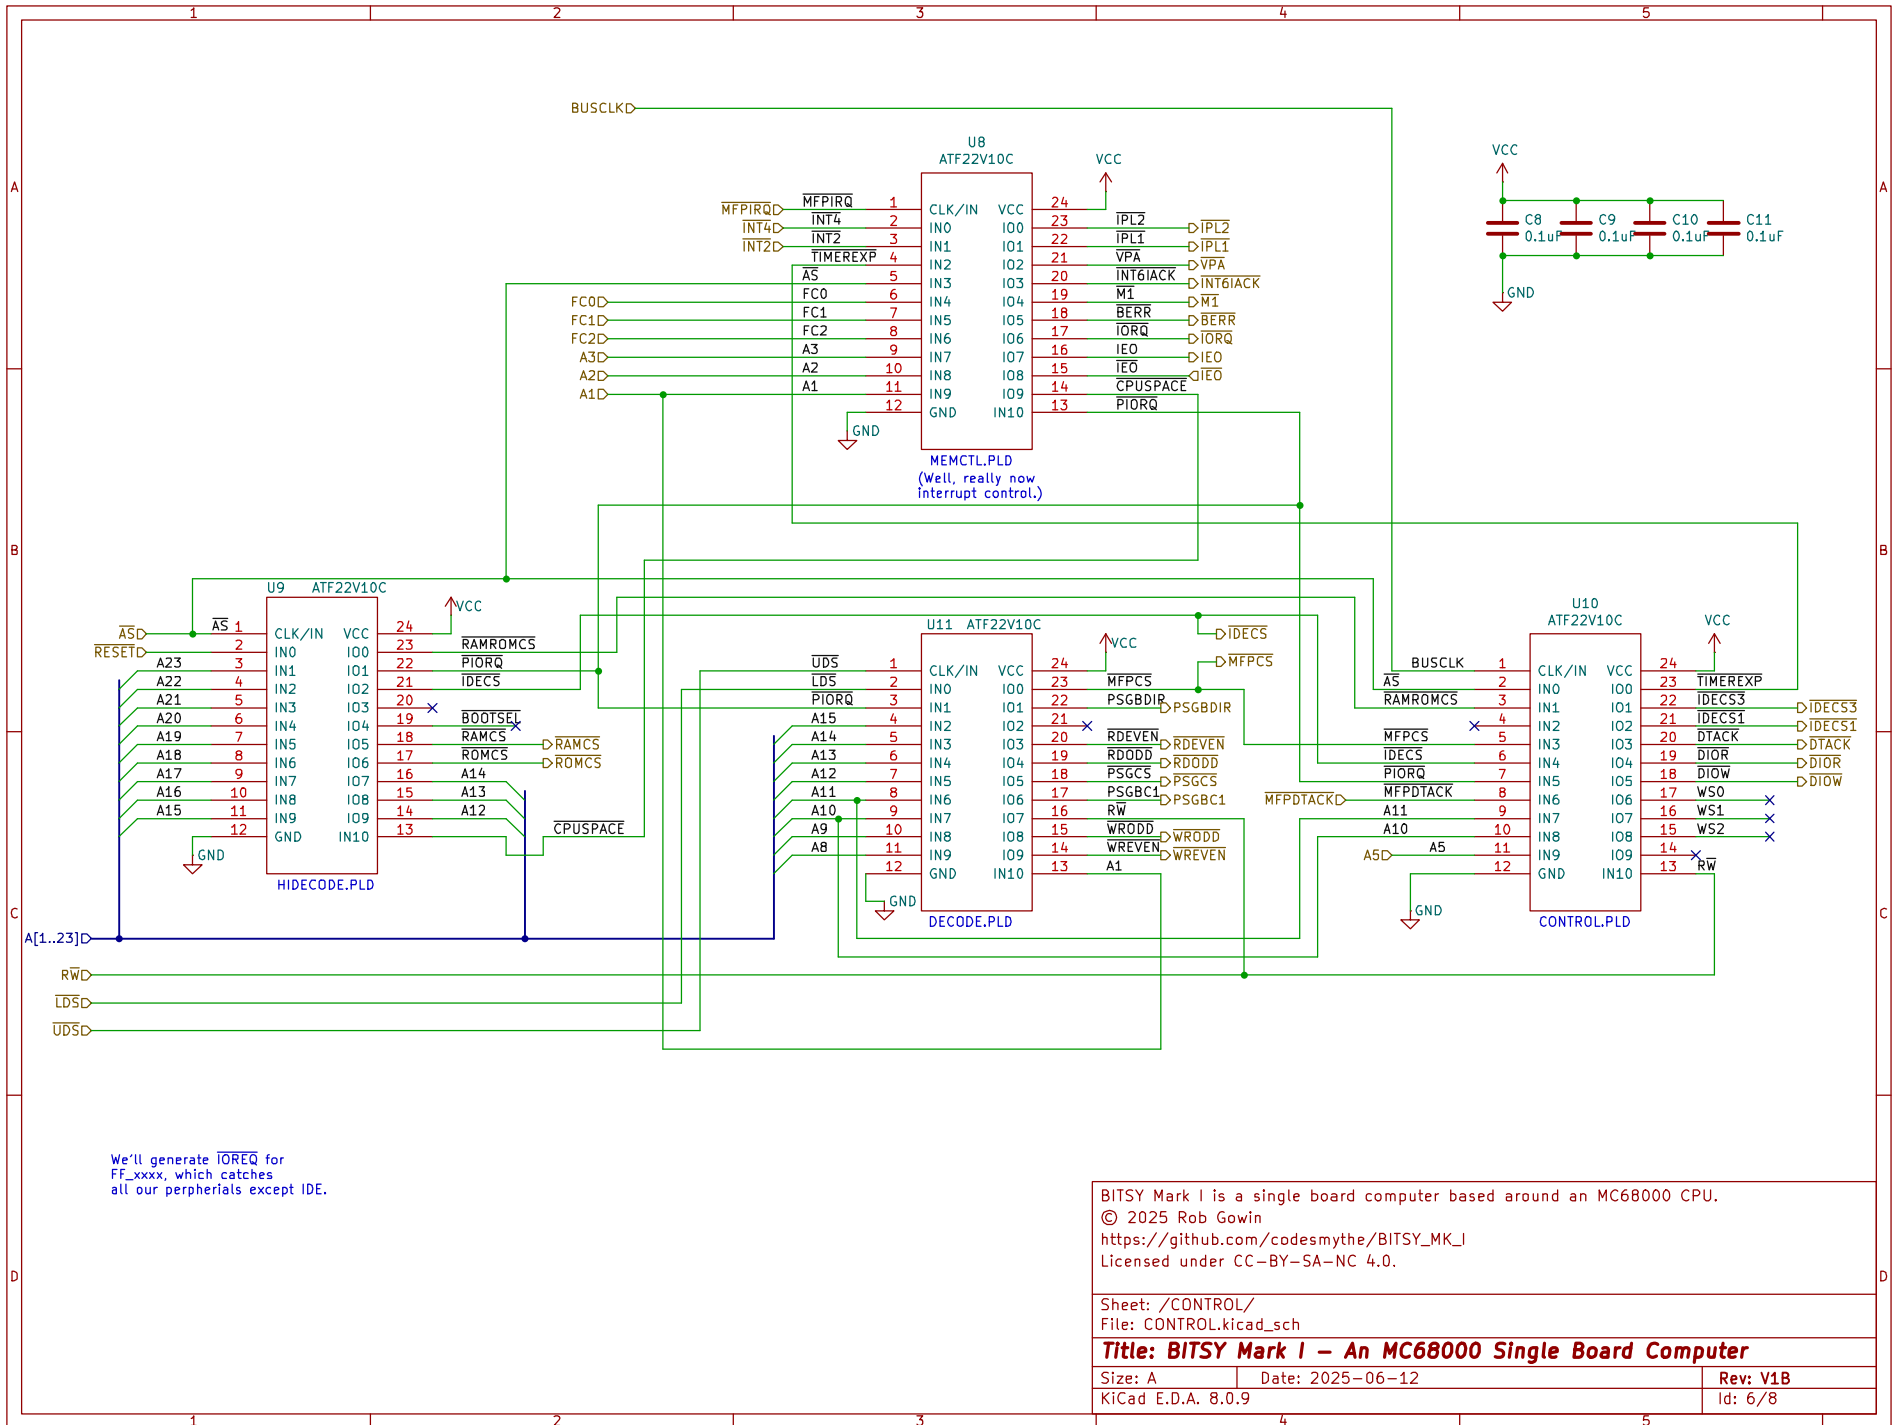 1 2 3 4 5
A
B
C
D
A
B
C
D
BUSCLK
U8
ATF22V10C
VCC
MFPIRQ MFPIRQ 1 CLK/IN VCC 24
INT4 INT4 2 IN0 IO0 23 IPL2 IPL2
INT2 INT2 3 IN1 IO1 22 IPL1 IPL1
TIMEREXP 4 IN2 IO2 21 VPA VPA
AS 5 IN3 IO3 20 INT6IACK INT6IACK
FC0 FC0 6 IN4 IO4 19 M1 M1
FC1 FC1 7 IN5 IO5 18 BERR BERR
FC2 FC2 8 IN6 IO6 17 IORQ IORQ
A3 A3 9 IN7 IO7 16 IEO IEO
A2 A2 10 IN8 IO8 15 IEO IEO
A1 A1 11 IN9 IO9 14 CPUSPACE
12 GND IN10 13 PIORQ
GND
MEMCTL.PLD
(Well, really now
interrupt control.)
VCC
C8 C9 C10 C11
0.1uF 0.1uF 0.1uF 0.1uF
GND
U9 ATF22V10C
VCC
AS AS 1 CLK/IN VCC 24
RESET 2 IN0 IO0 23 RAMROMCS
A23 3 IN1 IO1 22 PIORQ
A22 4 IN2 IO2 21 IDECS
A21 5 IN3 IO3 20
A20 6 IN4 IO4 19 BOOTSEL
A19 7 IN5 IO5 18 RAMCS RAMCS
A18 8 IN6 IO6 17 ROMCS ROMCS
A17 9 IN7 IO7 16 A14
A16 10 IN8 IO8 15 A13
A15 11 IN9 IO9 14 A12
12 GND IN10 13 CPUSPACE
GND
HIDECODE.PLD
U11 ATF22V10C
VCC
IDECS
MFPCS
UDS 1 CLK/IN VCC 24
LDS 2 IN0 IO0 23 MFPCS
PIORQ 3 IN1 IO1 22 PSGBDIR PSGBDIR
A15 4 IN2 IO2 21
A14 5 IN3 IO3 20 RDEVEN RDEVEN
A13 6 IN4 IO4 19 RDODD RDODD
A12 7 IN5 IO5 18 PSGCS PSGCS
A11 8 IN6 IO6 17 PSGBC1 PSGBC1
A10 9 IN7 IO7 16 RW
A9 10 IN8 IO8 15 WRODD WRODD
A8 11 IN9 IO9 14 WREVEN WREVEN
12 GND IN10 13 A1
GND
DECODE.PLD
U10
ATF22V10C
VCC
BUSCLK 1 CLK/IN VCC 24
AS 2 IN0 IO0 23 TIMEREXP
RAMROMCS 3 IN1 IO1 22 IDECS3 IDECS3
4 IN2 IO2 21 IDECS1 IDECS1
MFPCS 5 IN3 IO3 20 DTACK DTACK
IDECS 6 IN4 IO4 19 DIOR DIOR
PIORQ 7 IN5 IO5 18 DIOW DIOW
MFPDTACK MFPDTACK 8 IN6 IO6 17 WS0
A11 9 IN7 IO7 16 WS1
A10 10 IN8 IO8 15 WS2
A5 A5 11 IN9 IO9 14
12 GND IN10 13 RW
GND
CONTROL.PLD
A[1..23]
RW
LDS
UDS
We'll generate IOREQ for
FF_xxxx, which catches
all our perpherials except IDE.
BITSY Mark I is a single board computer based around an MC68000 CPU.
© 2025 Rob Gowin
https://github.com/codesmythe/BITSY_MK_I
Licensed under CC-BY-SA-NC 4.0.
Sheet: /CONTROL/
File: CONTROL.kicad_sch
Title: BITSY Mark I – An MC68000 Single Board Computer
Size: A Date: 2025-06-12 Rev: V1B
KiCad E.D.A. 8.0.9 Id: 6/8
1 2 3 4 5